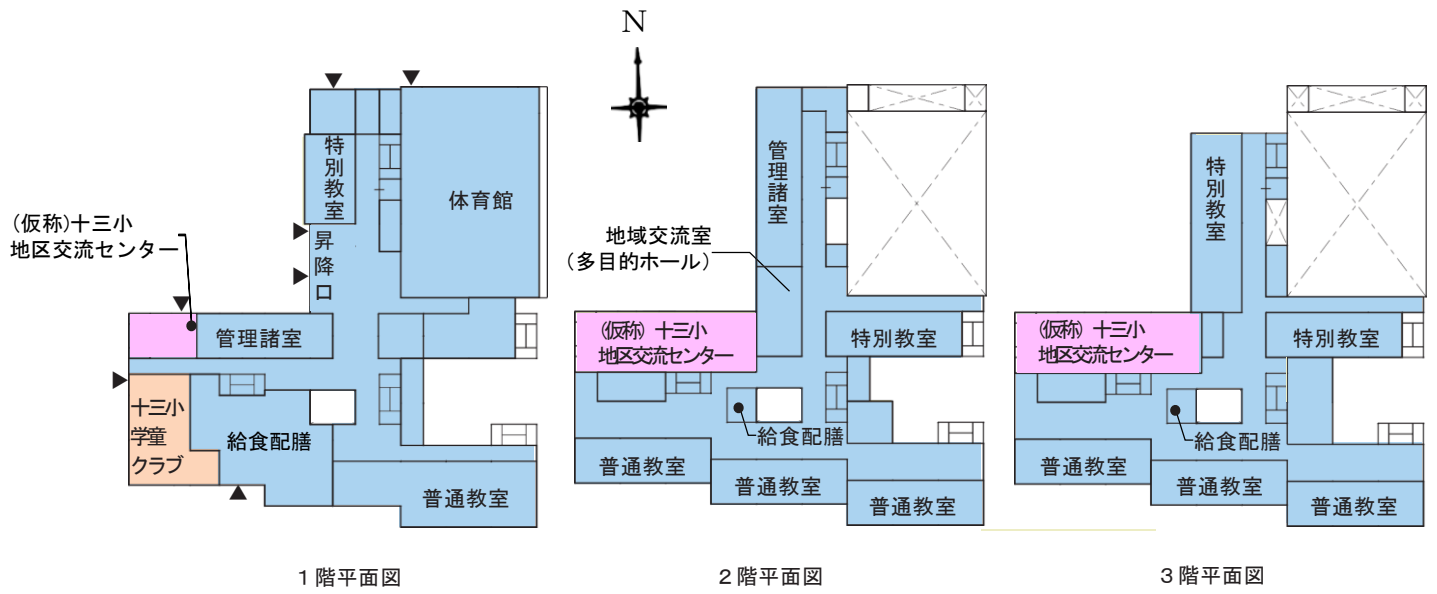 N
特別教室
体育館
(仮称)十三小
地区交流センター
昇降口
管理諸室
十三小
学童
クラブ
給食配膳
普通教室
1階平面図
管理諸室
地域交流室
(多目的ホール)
(仮称) 十三小
地区交流センター
特別教室
給食配膳
普通教室
普通教室
普通教室
2階平面図
特別教室
(仮称) 十三小
地区交流センター
特別教室
給食配膳
普通教室
普通教室
普通教室
3階平面図